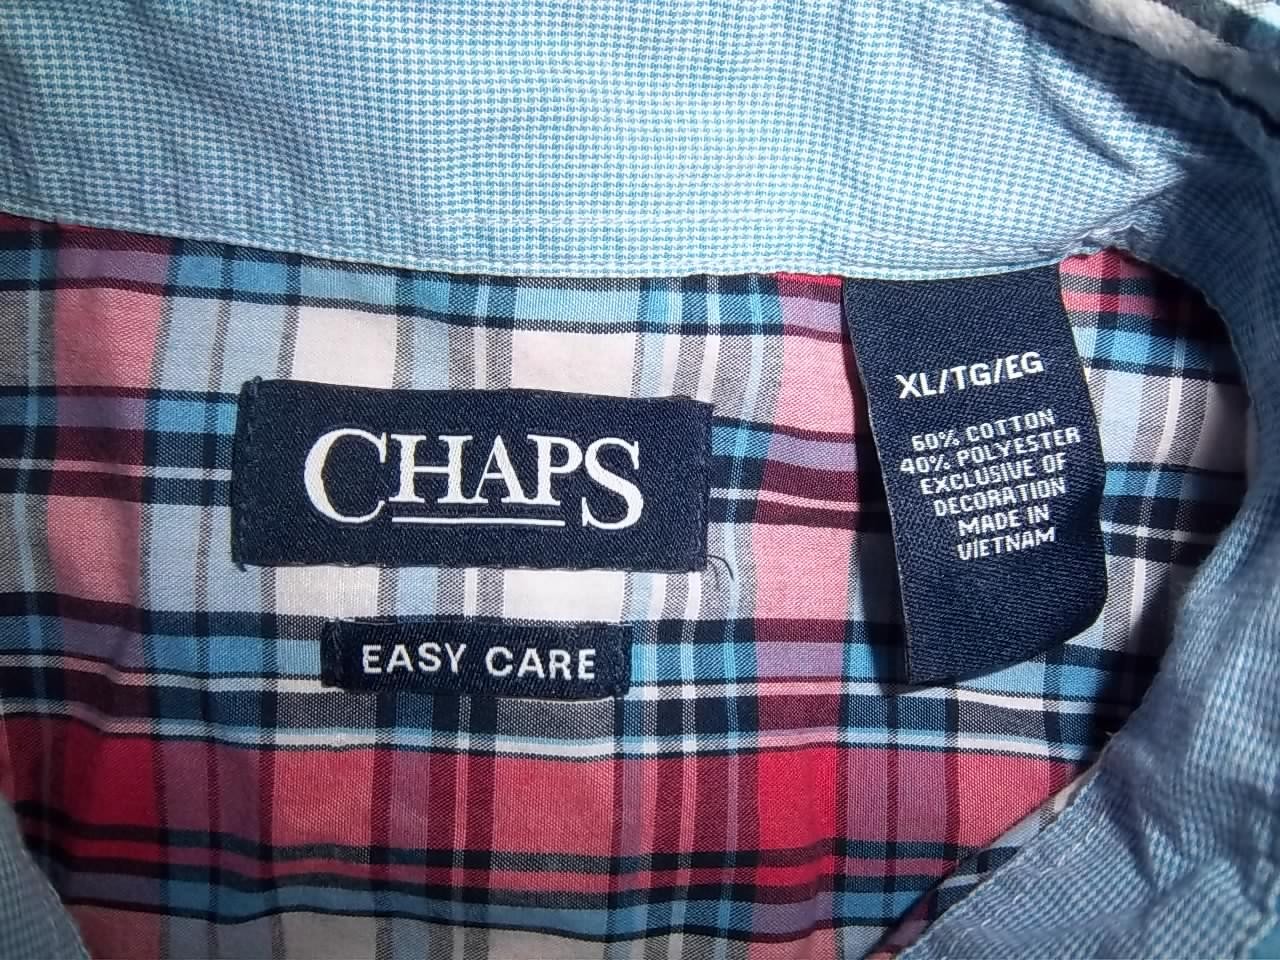 CHAPS
EASY CARE
XL/TG/EG
60% COTTON
40% POLYESTER
EXCLUSIVE OF
DECORATION
MADE IN
VIETNAM